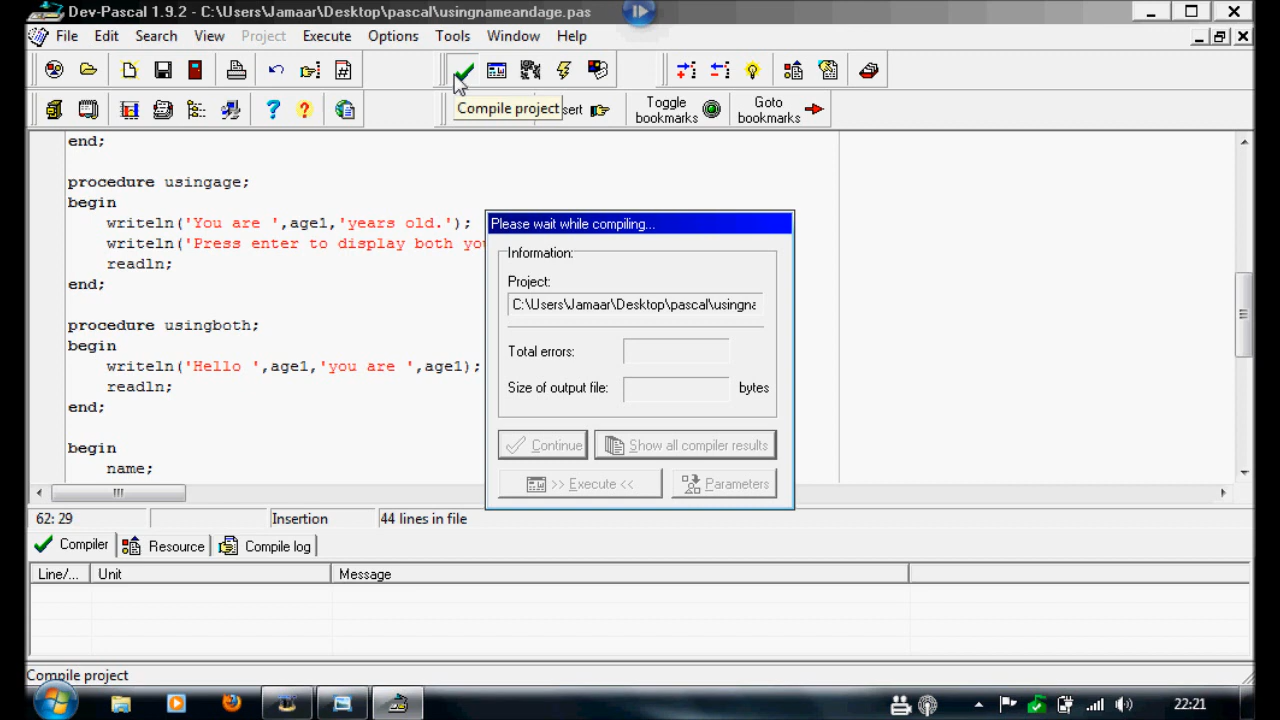 Dev-Pascal 1.9.2 - C:\Users\Jamaar\Desktop\pascal\usingnameandage.pas
File Edit Search View Project Execute Options Tools Window Help
Compile project
Toggle bookmarks
Goto bookmarks
end;
procedure usingage;
begin
writeln('You are ',age1,'years old.');
writeln('Press enter to display both
readln;
end;
procedure usingboth;
begin
writeln('Hello ',age1,'you are ',age1);
readln;
end;
begin
name;
Please wait while compiling...
Information:
Project:
C:\Users\Jamaar\Desktop\pascal\usingna
Total errors:
Size of output file: bytes
Continue Show all compiler results
>> Execute << Parameters
62: 29 Insertion 44 lines in file
Compiler Resource Compile log
Line/... Unit Message
Compile project
22:21